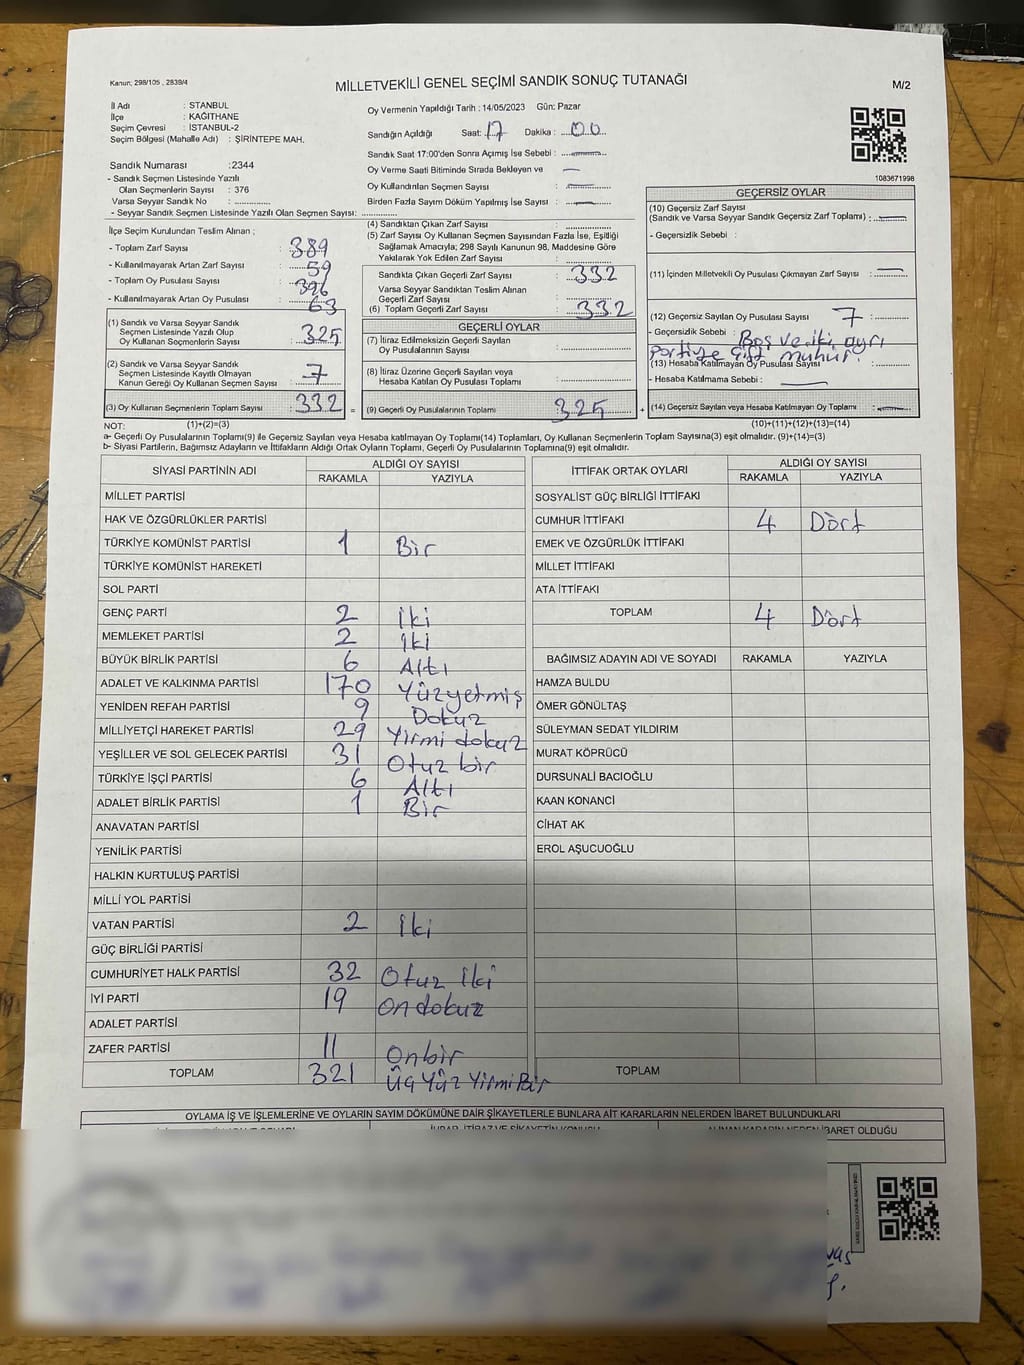 Kanun: 298/105 , 2839/4
MİLLETVEKİLİ GENEL SEÇİMİ SANDIK SONUÇ TUTANAĞI
M/2
İl Adı : STANBUL
İlçe : KAĞITHANE
Seçim Çevresi : İSTANBUL-2
Seçim Bölgesi (Mahalle Adı) : ŞİRİNTEPE MAH.
Sandık Numarası :2344
- Sandık Seçmen Listesinde Yazılı
Olan Seçmenlerin Sayısı : 376
Varsa Seyyar Sandık No :
- Seyyar Sandık Seçmen Listesinde Yazılı Olan Seçmen Sayısı:
Oy Vermenin Yapıldığı Tarih : 14/05/2023 Gün: Pazar
Sandığın Açıldığı Saat: 17 Dakika : 00
Sandık Saat 17:00'den Sonra Açımış İse Sebebi :
Oy Verme Saati Bitiminde Sırada Bekleyen ve
Oy Kullandırılan Seçmen Sayısı :
Birden Fazla Sayım Döküm Yapılmış İse Sayısı :
1083671998
İlçe Seçim Kurulundan Teslim Alınan ;
- Toplam Zarf Sayısı : 389
- Kullanılmayarak Artan Zarf Sayısı : 59
- Toplam Oy Pusulası : 396
- Kullanılmayarak Artan Oy Pusulası : 63
(1) Sandık ve Varsa Seyyar Sandık
Seçmen Listesinde Yazılı Olup
Oy Kullanan Seçmenlerin Sayısı : 325
(2) Sandık ve Varsa Seyyar Sandık
Seçmen Listesinde Kayıtlı Olmayan
Kanun Gereği Oy Kullanan Seçmen Sayısı : 7
(3) Oy Kullanan Seçmenlerin Toplam Sayısı : 332 =
(4) Sandıktan Çıkan Zarf Sayısı :
(5) Zarf Sayısı Oy Kullanan Seçmen Sayısından Fazla İse, Eşitliği
Sağlamak Amacıyla; 298 Sayılı Kanunun 98. Maddesine Göre
Yakılarak Yok Edilen Zarf Sayısı :
Sandıkta Çıkan Geçerli Zarf Sayısı : 332
Varsa Seyyar Sandıktan Teslim Alınan
Geçerli Zarf Sayısı :
(6) Toplam Geçerli Zarf Sayısı : 332
GEÇERLİ OYLAR
(7) İtiraz Edilmeksizin Geçerli Sayılan
Oy Pusulasının Sayısı :
(8) İtiraz Üzerine Geçerli Sayılan veya
Hesaba Katılan Oy Pusulası Toplamı :
(9) Geçerli Oy Pusulalarının Toplamı : 325 +
GEÇERSİZ OYLAR
(10) Geçersiz Zarf Sayısı
(Sandık ve Varsa Seyyar Sandık Geçersiz Zarf Toplamı) :
- Geçersizlik Sebebi :
(11) İçinden Milletvekili Oy Pusulası Çıkmayan Zarf Sayısı :
(12) Geçersiz Sayılan Oy Pusulası Sayısı 7 :
- Geçersizlik Sebebi : Boş ve iki ayrı
partiye çift mühür.
(13) Hesaba Katılmayan Oy Pusulası Sayısı :
- Hesaba Katılmama Sebebi :
(14) Geçersiz Sayılan veya Hesaba Katılmayan Oy Toplamı :
NOT: (1)+(2)=(3)
(10)+(11)+(12)+(13)=(14)
a- Geçerli Oy Pusulalarının Toplamı(9) ile Geçersiz Sayılan veya Hesaba katılmayan Oy Toplamı(14) Toplamları, Oy Kullanan Seçmenlerin Toplam Sayısına(3) eşit olmalıdır. (9)+(14)=(3)
b- Siyasi Partilerin, Bağımsız Adayların ve İttifakların Aldığı Ortak Oyların Toplamı, Geçerli Oy Pusulalarının Toplamına(9) eşit olmalıdır.
SİYASİ PARTİNİN ADI ALDIĞI OY SAYISI
RAKAMLA YAZIYLA
MİLLET PARTİSİ
HAK VE ÖZGÜRLÜKLER PARTİSİ
TÜRKİYE KOMÜNİST PARTİSİ 1 Bir
TÜRKİYE KOMÜNİST HAREKETİ
SOL PARTİ
GENÇ PARTİ 2 İki
MEMLEKET PARTİSİ 2 İki
BÜYÜK BİRLİK PARTİSİ 6 Altı
ADALET VE KALKINMA PARTİSİ 170 Yüzyetmiş
YENİDEN REFAH PARTİSİ 9 Dokuz
MİLLİYETÇİ HAREKET PARTİSİ 29 Yirmi dokuz
YEŞİLLER VE SOL GELECEK PARTİSİ 31 Otuz bir
TÜRKİYE İŞÇİ PARTİSİ 6 Altı
ADALET BİRLİK PARTİSİ 1 Bir
ANAVATAN PARTİSİ
YENİLİK PARTİSİ
HALKIN KURTULUŞ PARTİSİ
MİLLİ YOL PARTİSİ
VATAN PARTİSİ 2 İki
GÜÇ BİRLİĞİ PARTİSİ
CUMHURİYET HALK PARTİSİ 32 Otuz iki
İYİ PARTİ 19 On dokuz
ADALET PARTİSİ
ZAFER PARTİSİ 11 Onbir
TOPLAM 321 Üç Yüz Yirmi Bir
İTTİFAK ORTAK OYLARI ALDIĞI OY SAYISI
RAKAMLA YAZIYLA
SOSYALİST GÜÇ BİRLİĞİ İTTİFAKI
CUMHUR İTTİFAKI 4 Dört
EMEK VE ÖZGÜRLÜK İTTİFAKI
MİLLET İTTİFAKI
ATA İTTİFAKI
TOPLAM 4 Dört
BAĞIMSIZ ADAYIN ADI VE SOYADI RAKAMLA YAZIYLA
HAMZA BULDU
ÖMER GÖNÜLTAŞ
SÜLEYMAN SEDAT YILDIRIM
MURAT KÖPRÜCÜ
DURSUNALİ BACIOĞLU
KAAN KONANCİ
CİHAT AK
EROL AŞUCUOĞLU
TOPLAM
OYLAMA İŞ VE İŞLEMLERİNE VE OYLARIN SAYIM DÖKÜMÜNE DAİR ŞİKAYETLERLE BUNLARA AİT KARARLARIN NELERDEN İBARET BULUNDUKLARI
İTİRAZ VE ŞİKAYETİN KONUSU ALINAN KARARIN NEDEN İBARET OLDUĞU